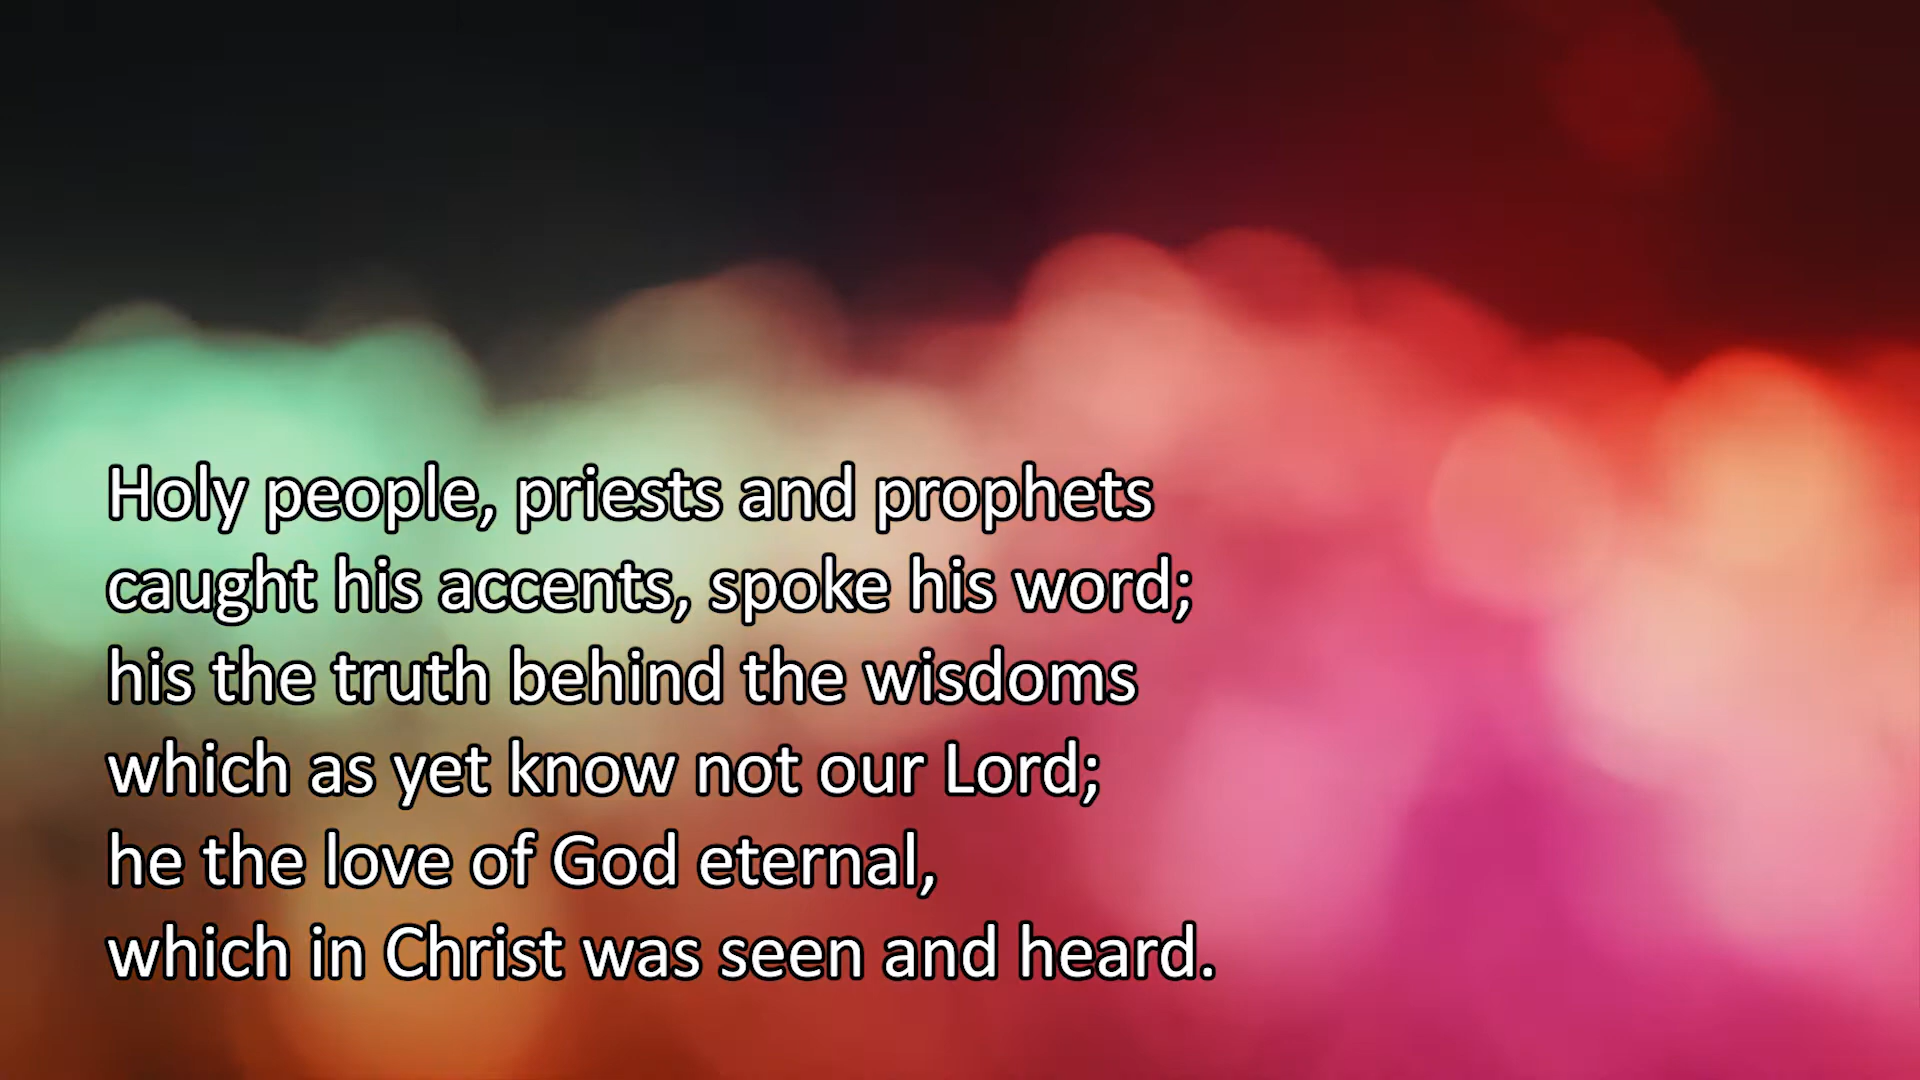 Holy people, priests and prophets
caught his accents, spoke his word;
his the truth behind the wisdoms
which as yet know not our Lord;
he the love of God eternal,
which in Christ was seen and heard.